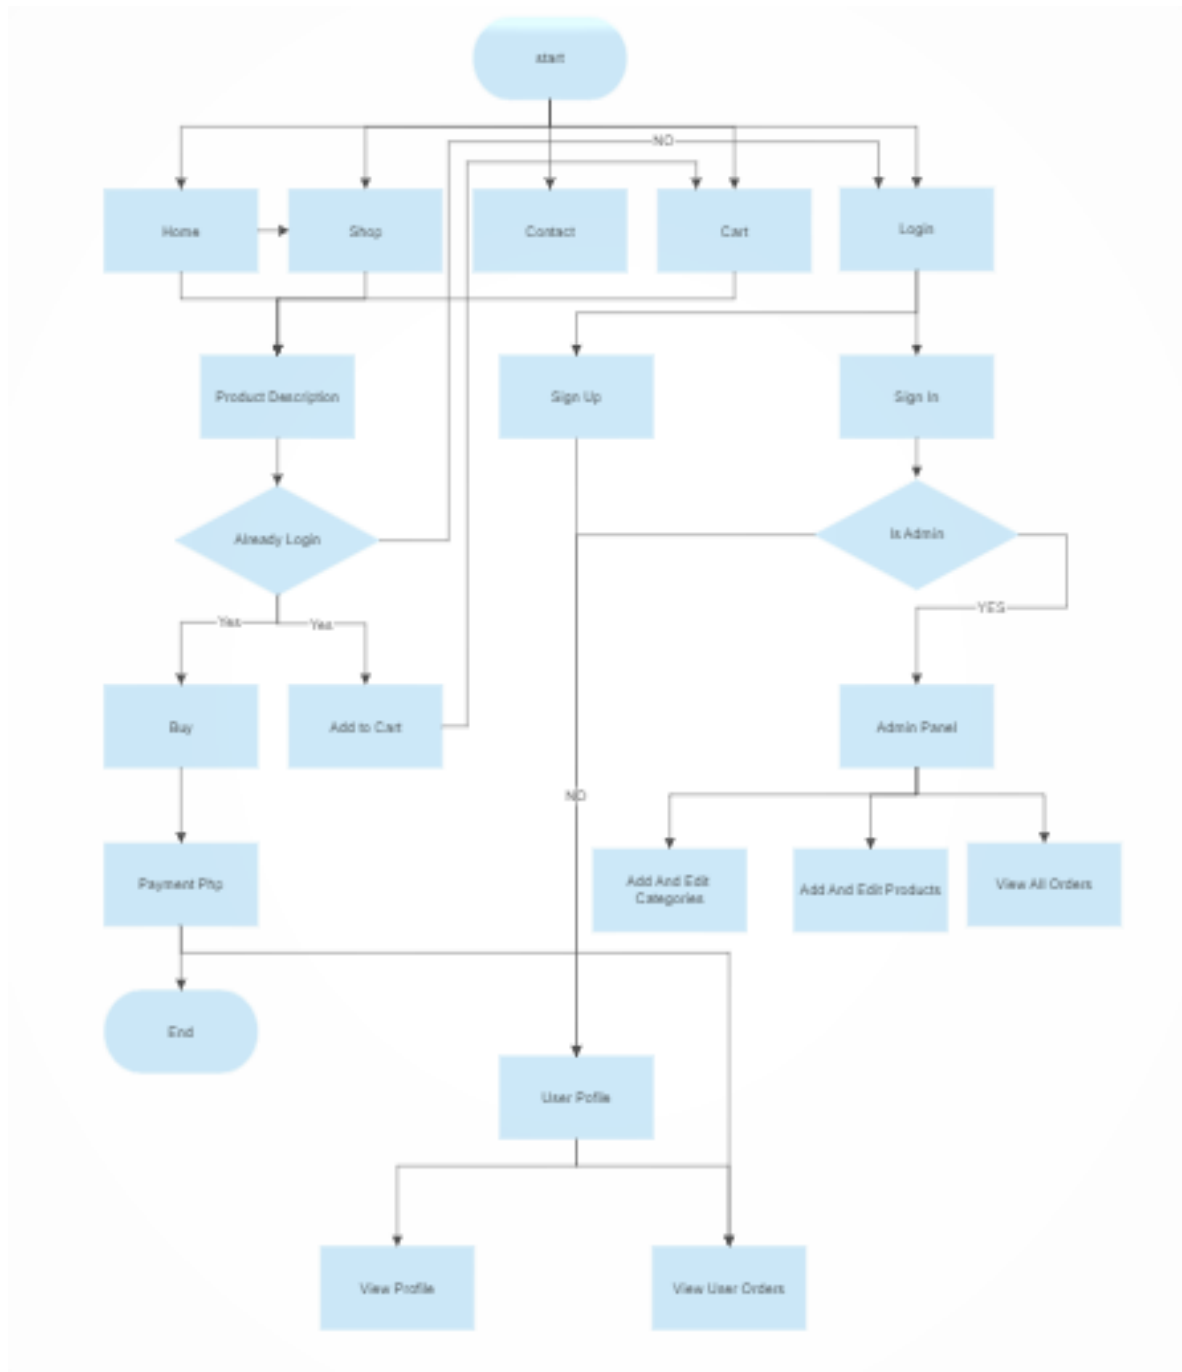 start
NO
Home
Shop
Contact
Cart
Login
Product Description
Sign Up
Sign In
Already Login
Is Admin
Yes
Yes
YES
Buy
Add to Cart
Admin Panel
NO
Payment Php
Add And Edit
Categories
Add And Edit Products
View All Orders
End
User Pofile
View Profile
View User Orders